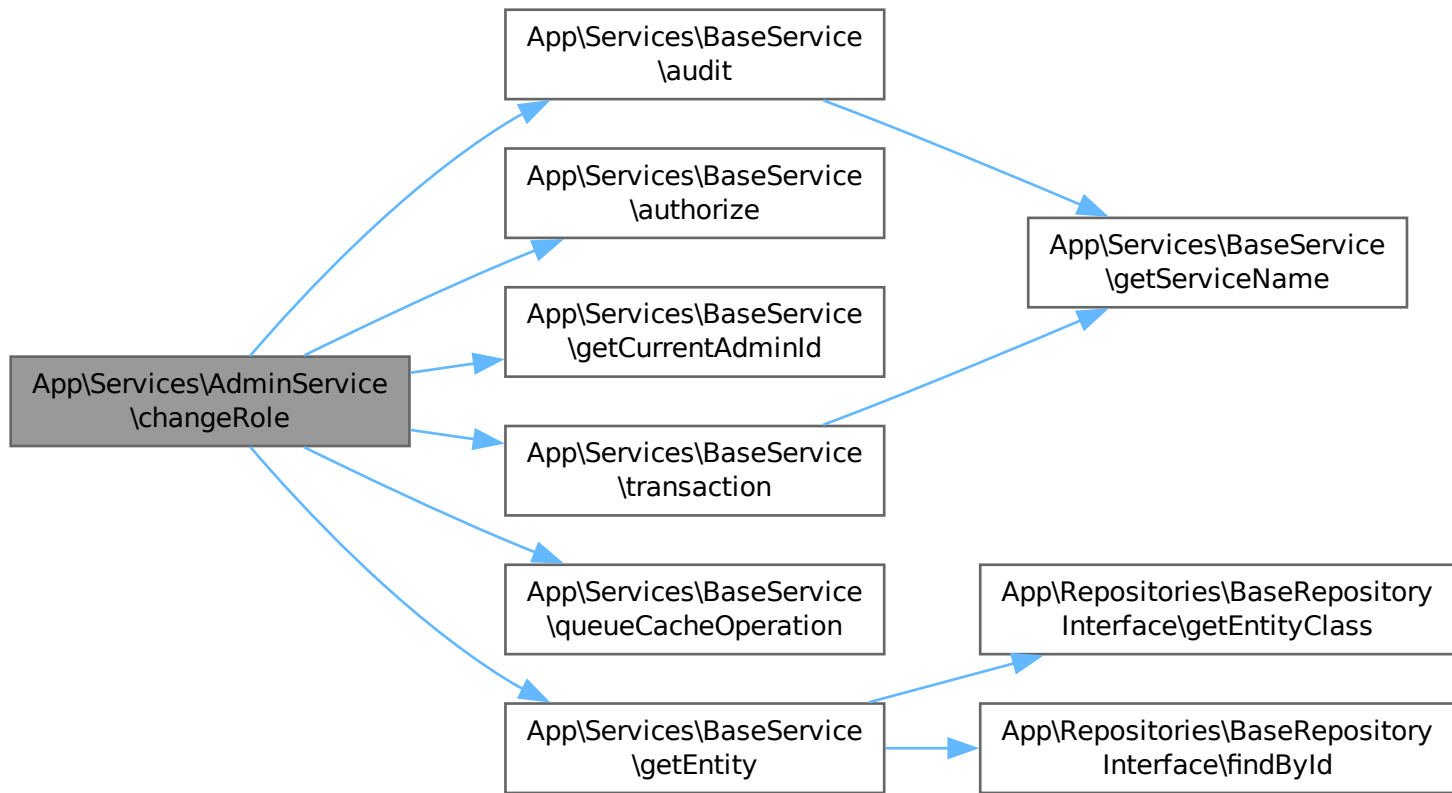 App\Services\AdminService
\changeRole
App\Services\BaseService
\audit
App\Services\BaseService
\authorize
App\Services\BaseService
\getCurrentAdminId
App\Services\BaseService
\transaction
App\Services\BaseService
\queueCacheOperation
App\Services\BaseService
\getEntity
App\Services\BaseService
\getServiceName
App\Repositories\BaseRepository
Interface\getEntityClass
App\Repositories\BaseRepository
Interface\findById